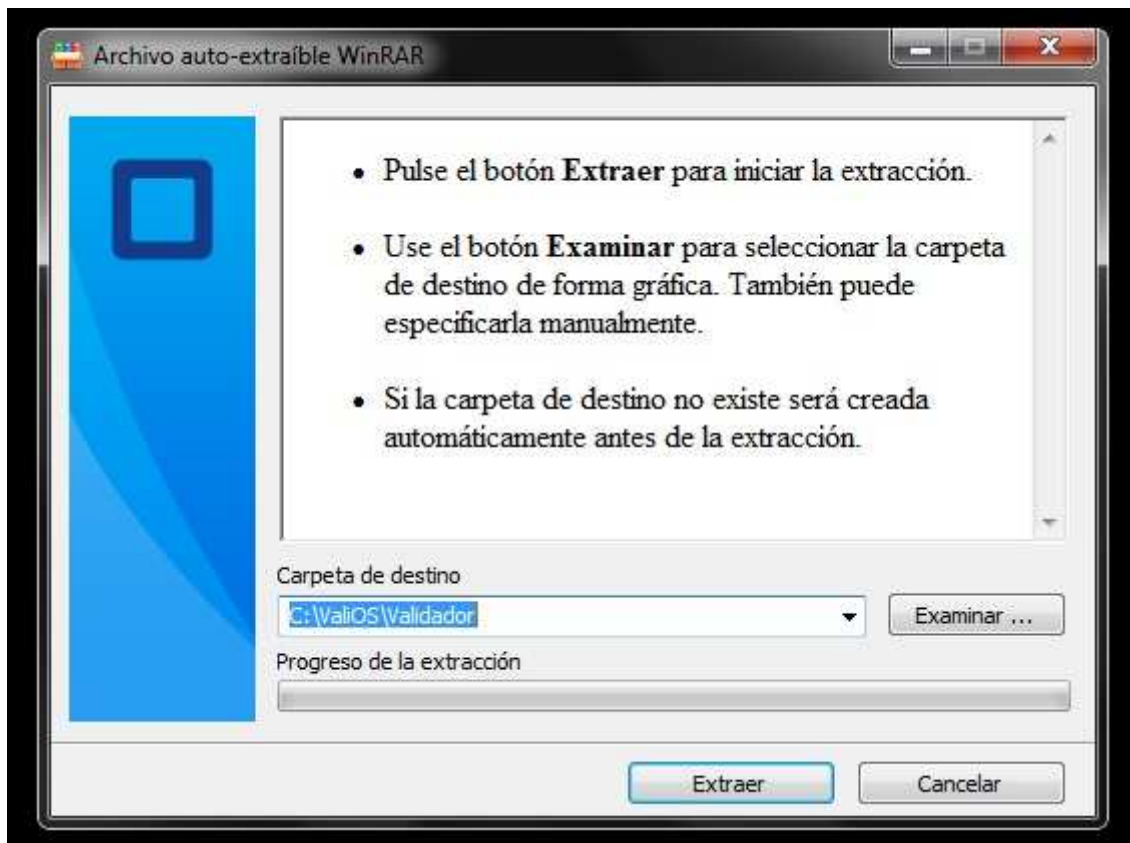 Archivo auto-extraíble WinRAR
• Pulse el botón Extraer para iniciar la extracción.
• Use el botón Examinar para seleccionar la carpeta
de destino de forma gráfica. También puede
especificarla manualmente.
• Si la carpeta de destino no existe será creada
automáticamente antes de la extracción.
Carpeta de destino
C:\ValiOS\Validador
Examinar ...
Progreso de la extracción
Extraer
Cancelar